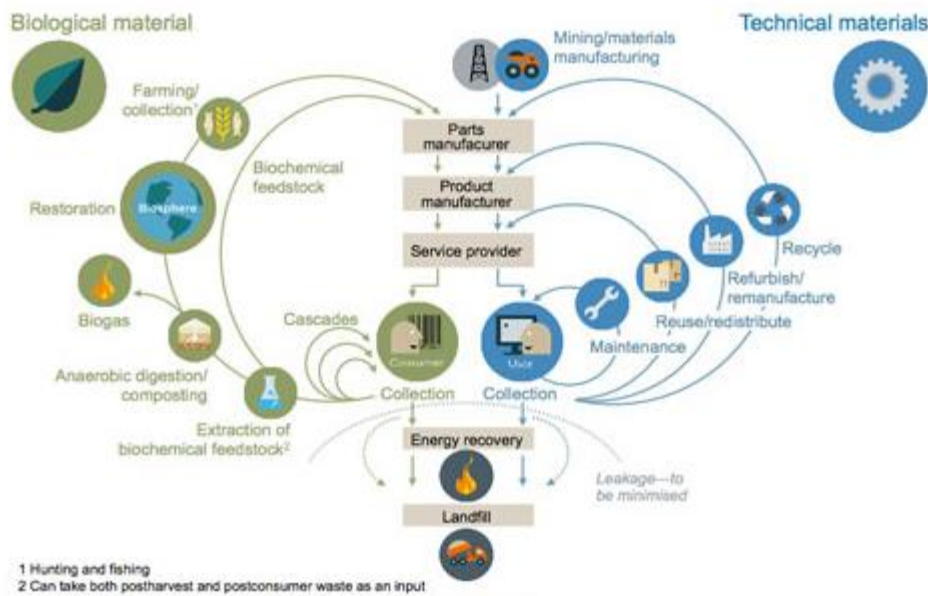 Biological material
Technical materials
Mining/materials
manufacturing
Farming/
collection¹
Parts
manufacurer
Biochemical
feedstock
Product
manufacturer
Restoration
Biosphere
Service provider
Recycle
Refurbish/
remanufacture
Biogas
Cascades
Reuse/redistribute
Consumer
User
Maintenance
Anaerobic digestion/
composting
Collection
Collection
Extraction of
biochemical feedstock²
Energy recovery
Leakage—to
be minimised
Landfill
1 Hunting and fishing
2 Can take both postharvest and postconsumer waste as an input